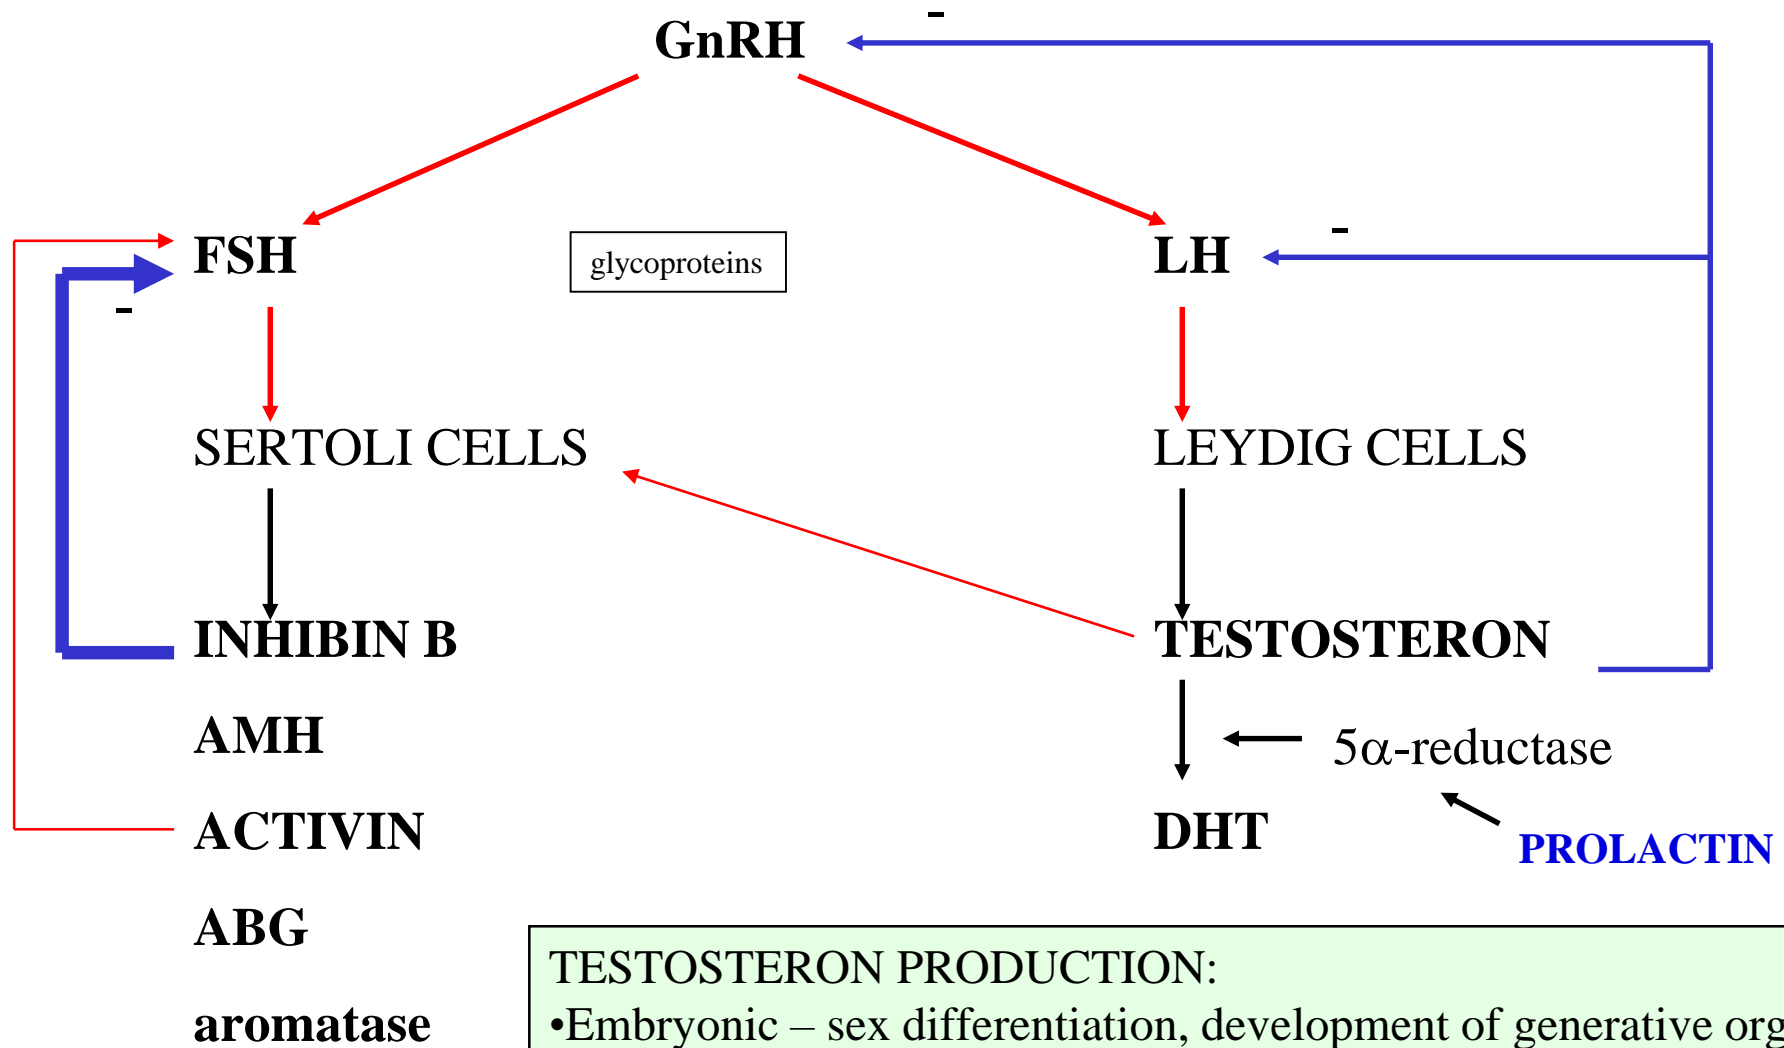 -
GnRH
FSH
glycoproteins
LH
-
-
SERTOLI CELLS
LEYDIG CELLS
INHIBIN B
TESTOSTERON
AMH
5α-reductase
ACTIVIN
DHT
PROLACTIN
ABG
TESTOSTERON PRODUCTION:
aromatase
•Embryonic – sex differentiation, development of generative org